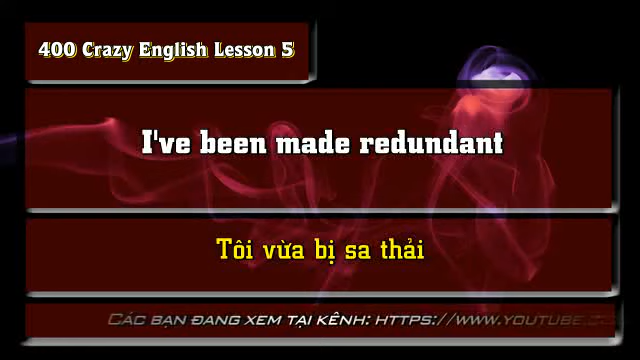 400 Crazy English Lesson 5
I've been made redundant
Tôi vừa bị sa thải
CÁC BẠN ĐANG XEM TẠI KÊNH: HTTPS://WWW.YOUTUBE.